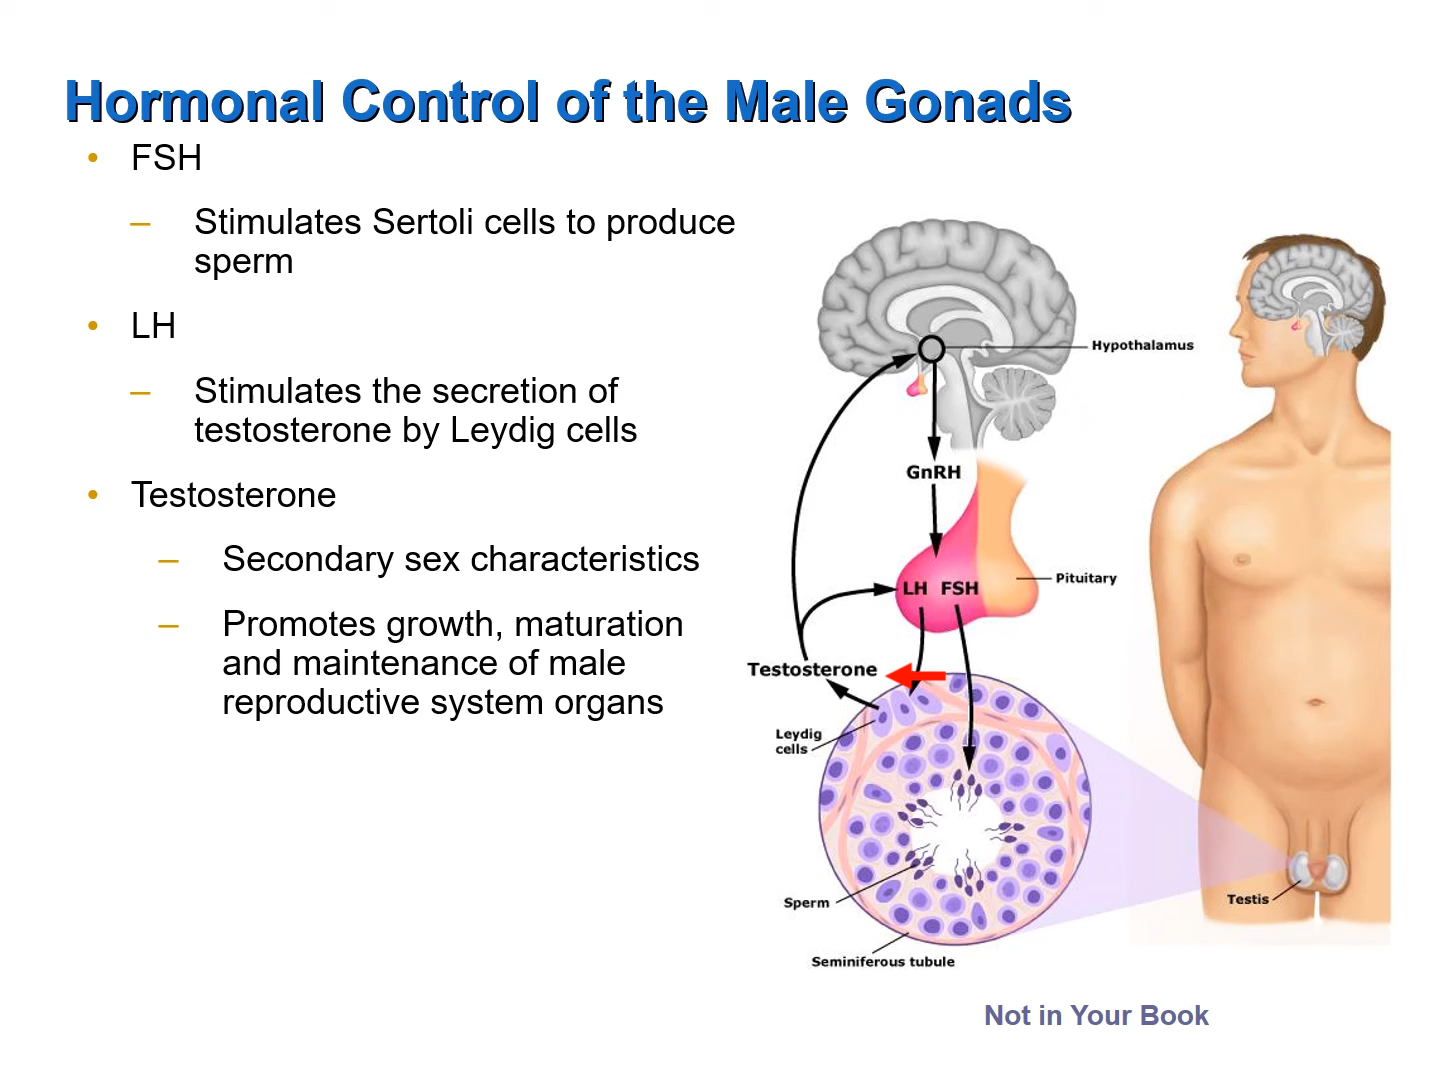 Hormonal Control of the Male Gonads
• FSH
– Stimulates Sertoli cells to produce
sperm
• LH
– Stimulates the secretion of
testosterone by Leydig cells
• Testosterone
– Secondary sex characteristics
– Promotes growth, maturation
and maintenance of male
reproductive system organs
Hypothalamus
GnRH
Pituitary
LH FSH
Testosterone
Leydig
cells
Sperm
Testis
Seminiferous tubule
Not in Your Book